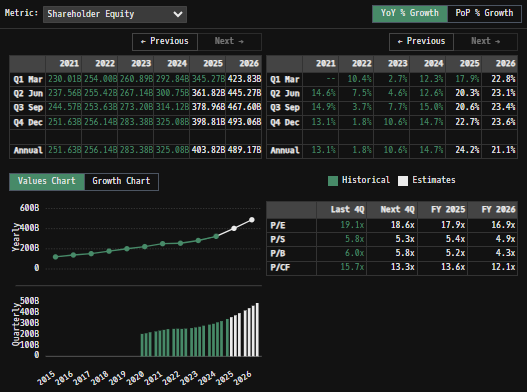 Metric: Shareholder Equity YoY % Growth PoP % Growth
← Previous Next → ← Previous Next →
2021 2022 2023 2024 2025 2026 2021 2022 2023 2024 2025 2026
Q1 Mar 230.01B 254.00B 260.89B 292.84B 345.27B 423.83B Q1 Mar -- 10.4% 2.7% 12.3% 17.9% 22.8%
Q2 Jun 237.56B 255.42B 267.14B 300.75B 361.82B 445.27B Q2 Jun 14.6% 7.5% 4.6% 12.6% 20.3% 23.1%
Q3 Sep 244.57B 253.63B 273.20B 314.12B 378.96B 467.60B Q3 Sep 14.9% 3.7% 7.7% 15.0% 20.6% 23.4%
Q4 Dec 251.63B 256.14B 283.38B 325.08B 398.81B 493.06B Q4 Dec 13.1% 1.8% 10.6% 14.7% 22.7% 23.6%
Annual 251.63B 256.14B 283.38B 325.08B 403.82B 489.17B Annual 13.1% 1.8% 10.6% 14.7% 24.2% 21.1%
Values Chart Growth Chart Historical Estimates
600B
400B
200B
0
Yearly
Last 4Q Next 4Q FY 2025 FY 2026
P/E 19.1x 18.6x 17.9x 16.9x
P/S 5.8x 5.3x 5.4x 4.9x
P/B 6.0x 5.8x 5.2x 4.3x
P/CF 15.7x 13.3x 13.6x 12.1x
500B
400B
300B
200B
100B
0
Quarterly
2015 2016 2017 2018 2019 2020 2021 2022 2023 2024 2025 2026